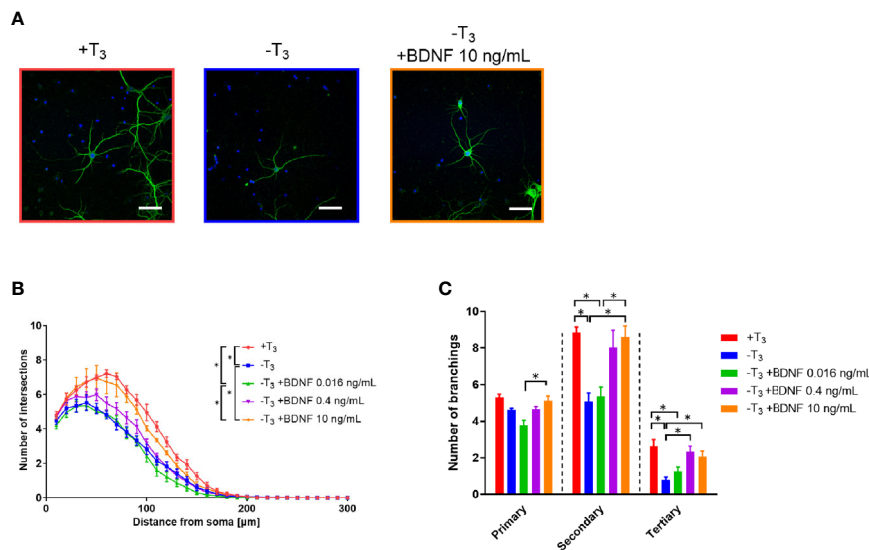 A
+T3
-T3
-T3
+BDNF 10 ng/mL
B
Number of Intersections
10
8
6
4
2
0
0
100
200
300
Distance from soma [µm]
*
*
*
*
+T3
-T3
-T3 +BDNF 0.016 ng/mL
-T3 +BDNF 0.4 ng/mL
-T3 +BDNF 10 ng/mL
C
Number of branchings
10
8
6
4
2
0
*
*
*
*
*
*
*
*
*
Primary
Secondary
Tertiary
+T3
-T3
-T3 +BDNF 0.016 ng/mL
-T3 +BDNF 0.4 ng/mL
-T3 +BDNF 10 ng/mL